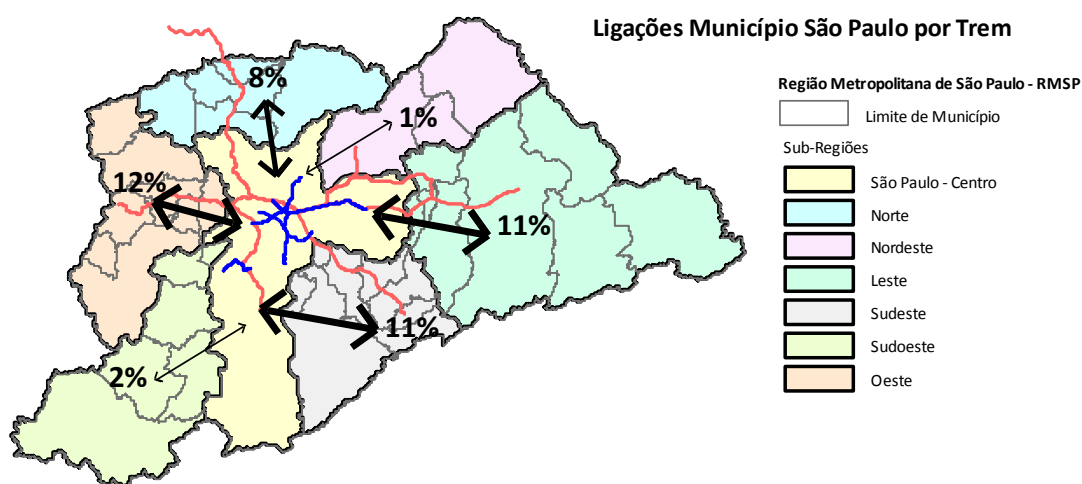 Ligações Município São Paulo por Trem
8%
1%
12%
11%
11%
2%
Região Metropolitana de São Paulo - RMSP
Limite de Município
Sub-Regiões
São Paulo - Centro
Norte
Nordeste
Leste
Sudeste
Sudoeste
Oeste